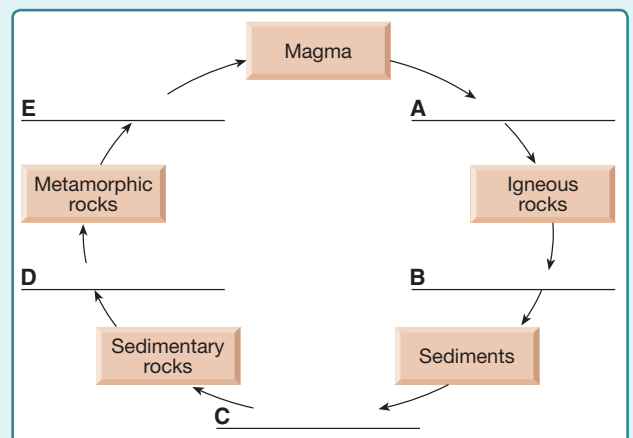 Magma
E
A
Metamorphic
rocks
Igneous
rocks
D
B
Sedimentary
rocks
Sediments
C